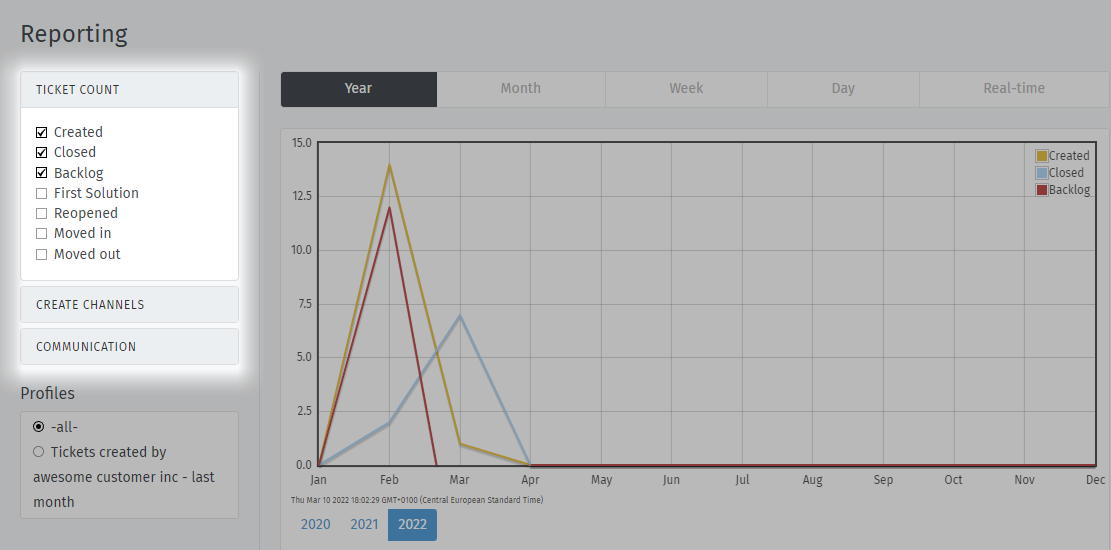 Reporting
TICKET COUNT
Created
Closed
Backlog
First Solution
Reopened
Moved in
Moved out
CREATE CHANNELS
COMMUNICATION
Profiles
-all-
Tickets created by
awesome customer inc - last
month
Year Month Week Day Real-time
15.0
12.5
10.0
7.5
5.0
2.5
0.0
Created
Closed
Backlog
Jan Feb Mar Apr May Jun Jul Aug Sep Oct Nov Dec
Thu Mar 10 2022 18:02:29 GMT+0100 (Central European Standard Time)
2020 2021 2022